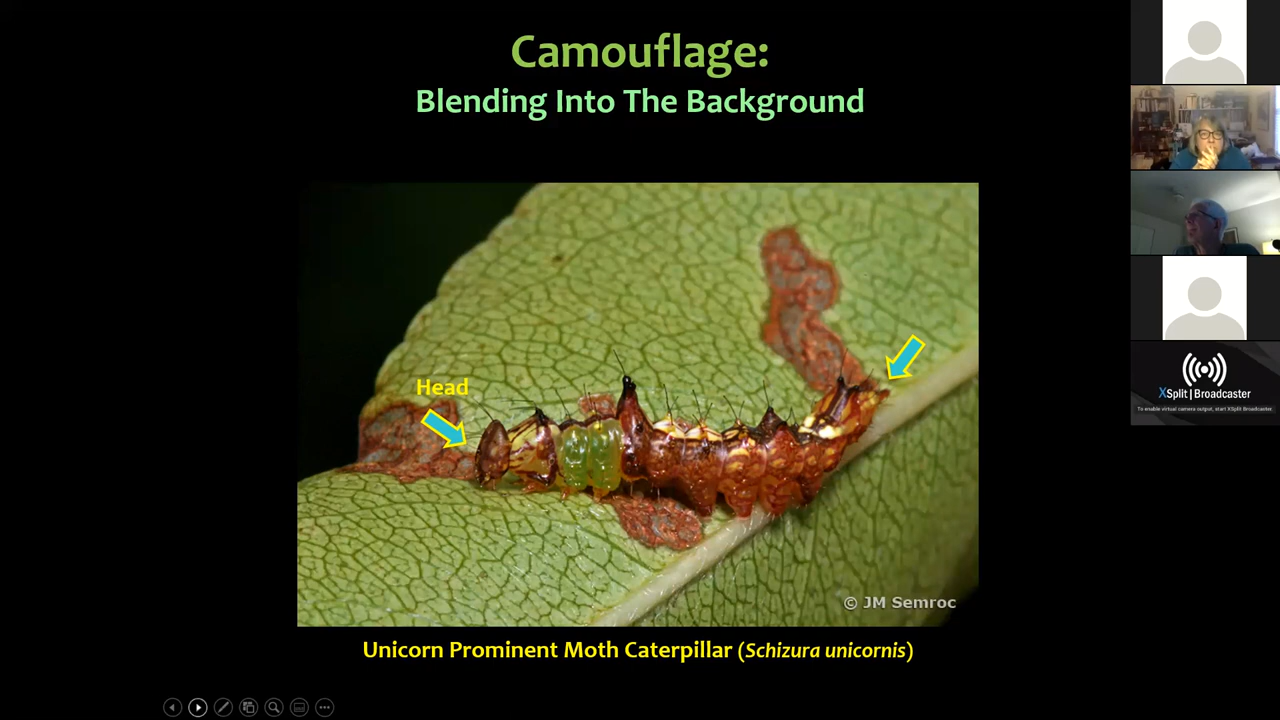 Camouflage:
Blending Into The Background
Head
© JM Semroc
Unicorn Prominent Moth Caterpillar (Schizura unicornis)
XSplit | Broadcaster
To enable virtual camera output, start XSplit Broadcaster.